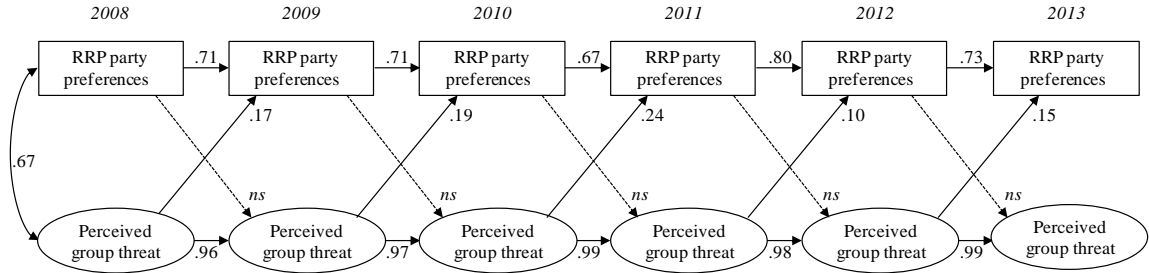 2008 2009 2010 2011 2012 2013
RRP party preferences .71 RRP party preferences .71 RRP party preferences .67 RRP party preferences .80 RRP party preferences .73 RRP party preferences
.17 .19 .24 .10 .15
.67
ns ns ns ns ns
Perceived group threat .96 Perceived group threat .97 Perceived group threat .99 Perceived group threat .98 Perceived group threat .99 Perceived group threat